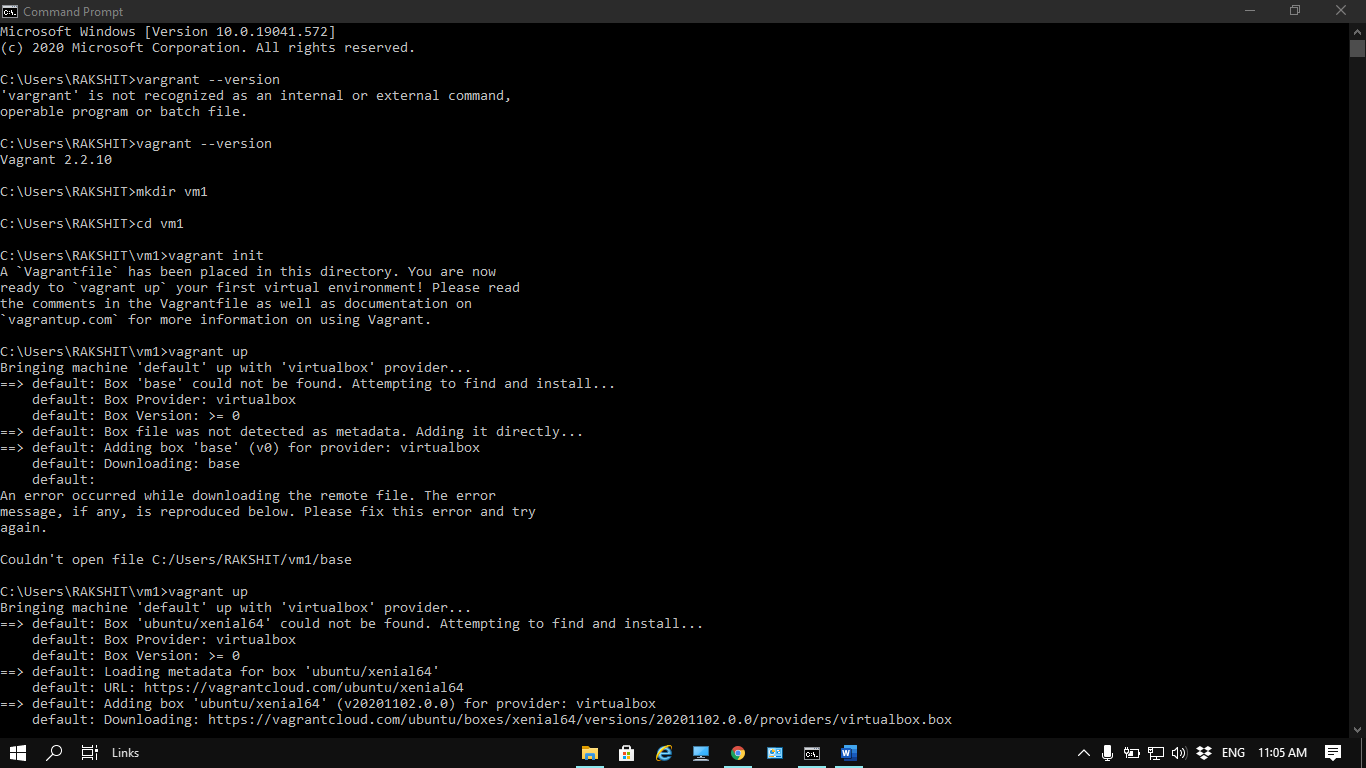 Command Prompt
Microsoft Windows [Version 10.0.19041.572]
(c) 2020 Microsoft Corporation. All rights reserved.
C:\Users\RAKSHIT>vargrant --version
'vargrant' is not recognized as an internal or external command,
operable program or batch file.
C:\Users\RAKSHIT>vagrant --version
Vagrant 2.2.10
C:\Users\RAKSHIT>mkdir vm1
C:\Users\RAKSHIT>cd vm1
C:\Users\RAKSHIT\vm1>vagrant init
A `Vagrantfile` has been placed in this directory. You are now
ready to `vagrant up` your first virtual environment! Please read
the comments in the Vagrantfile as well as documentation on
`vagrantup.com` for more information on using Vagrant.
C:\Users\RAKSHIT\vm1>vagrant up
Bringing machine 'default' up with 'virtualbox' provider...
==> default: Box 'base' could not be found. Attempting to find and install...
    default: Box Provider: virtualbox
    default: Box Version: >= 0
==> default: Box file was not detected as metadata. Adding it directly...
==> default: Adding box 'base' (v0) for provider: virtualbox
    default: Downloading: base
    default:
An error occurred while downloading the remote file. The error
message, if any, is reproduced below. Please fix this error and try
again.
Couldn't open file C:/Users/RAKSHIT/vm1/base
C:\Users\RAKSHIT\vm1>vagrant up
Bringing machine 'default' up with 'virtualbox' provider...
==> default: Box 'ubuntu/xenial64' could not be found. Attempting to find and install...
    default: Box Provider: virtualbox
    default: Box Version: >= 0
==> default: Loading metadata for box 'ubuntu/xenial64'
    default: URL: https://vagrantcloud.com/ubuntu/xenial64
==> default: Adding box 'ubuntu/xenial64' (v20201102.0.0) for provider: virtualbox
    default: Downloading: https://vagrantcloud.com/ubuntu/boxes/xenial64/versions/20201102.0.0/providers/virtualbox.box
Links
ENG
11:05 AM